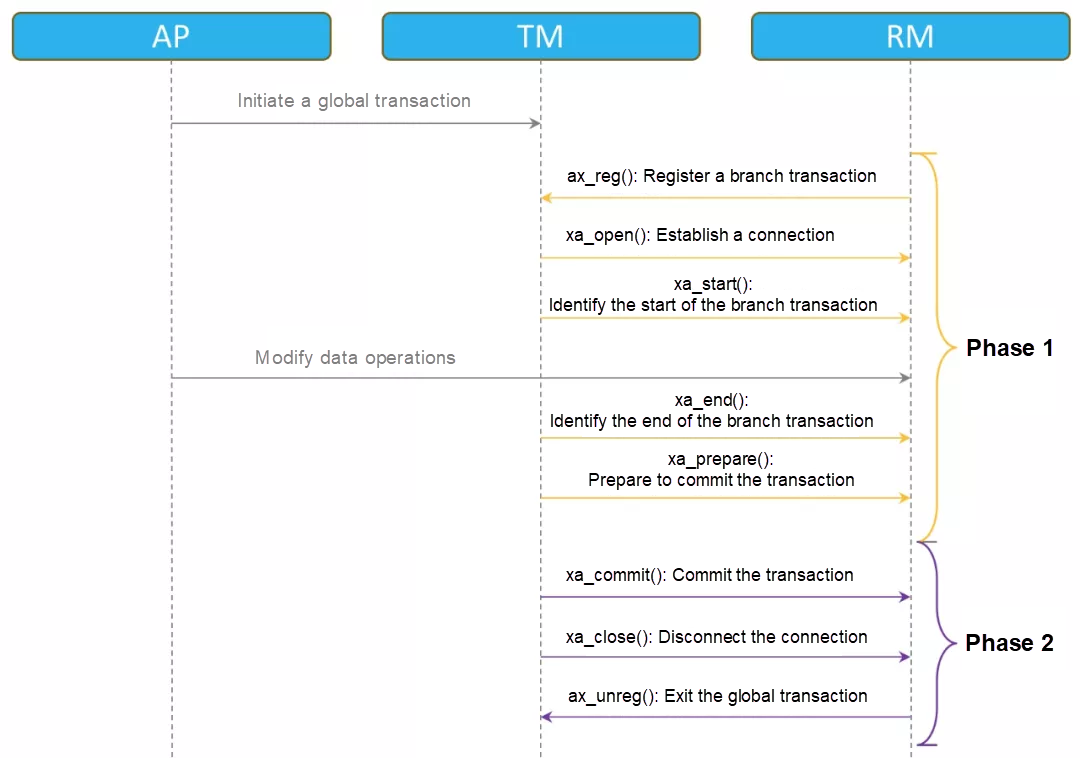 AP
TM
RM
Initiate a global transaction
ax_reg(): Register a branch transaction
xa_open(): Establish a connection
xa_start():
Identify the start of the branch transaction
Phase 1
Modify data operations
xa_end():
Identify the end of the branch transaction
xa_prepare():
Prepare to commit the transaction
xa_commit(): Commit the transaction
xa_close(): Disconnect the connection
Phase 2
ax_unreg(): Exit the global transaction